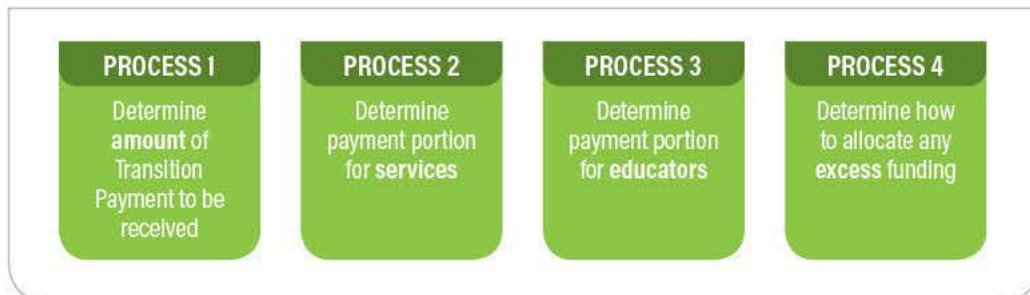 PROCESS 1
Determine
amount of
Transition
Payment to be
received
PROCESS 2
Determine
payment portion
for services
PROCESS 3
Determine
payment portion
for educators
PROCESS 4
Determine how
to allocate any
excess funding